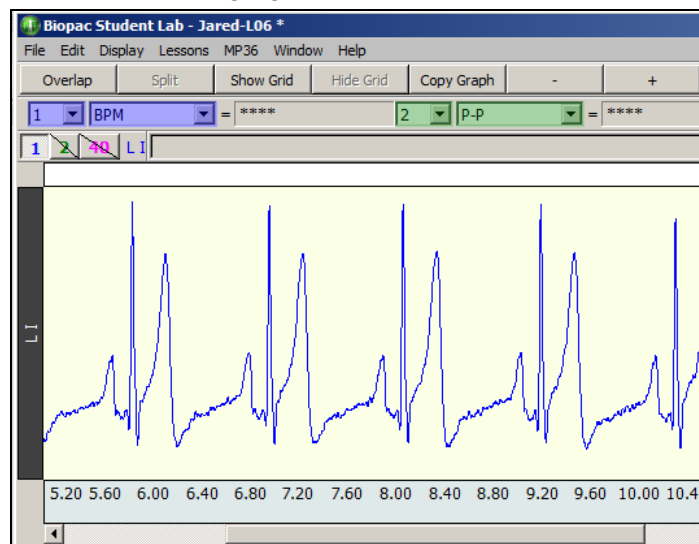 Biopac Student Lab - Jared-L06 *
File Edit Display Lessons MP36 Window Help
Overlap Split Show Grid Hide Grid Copy Graph - +
1 BPM = **** 2 P-P = ****
1 2 40 L I
L I
5.20 5.60 6.00 6.40 6.80 7.20 7.60 8.00 8.40 8.80 9.20 9.60 10.00 10.4